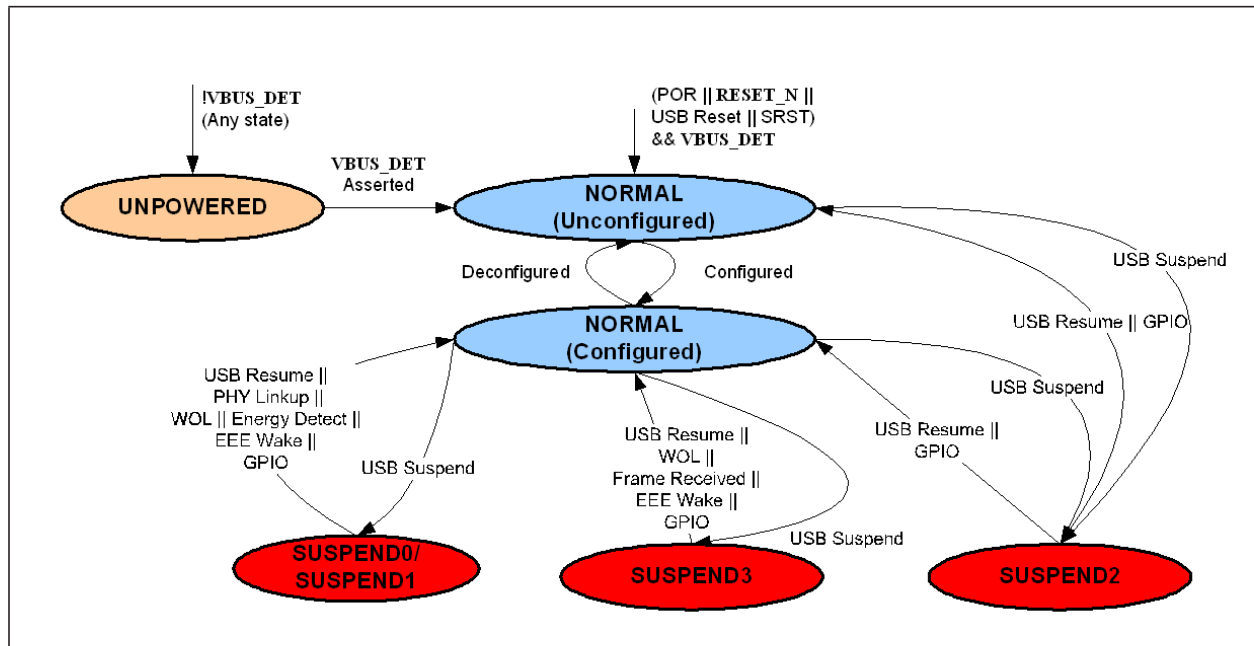 !VBUS_DET
(Any state)
(POR || RESET_N ||
USB Reset || SRST)
&& VBUS_DET
VBUS_DET
Asserted
UNPOWERED
NORMAL
(Unconfigured)
USB Suspend
Deconfigured
Configured
USB Resume || GPIO
NORMAL
(Configured)
USB Resume ||
PHY Linkup ||
WOL || Energy Detect ||
EEE Wake ||
GPIO
USB Suspend
USB Resume ||
WOL ||
Frame Received ||
EEE Wake ||
GPIO
USB Suspend
USB Suspend
USB Resume ||
GPIO
SUSPEND0/
SUSPEND1
SUSPEND3
SUSPEND2